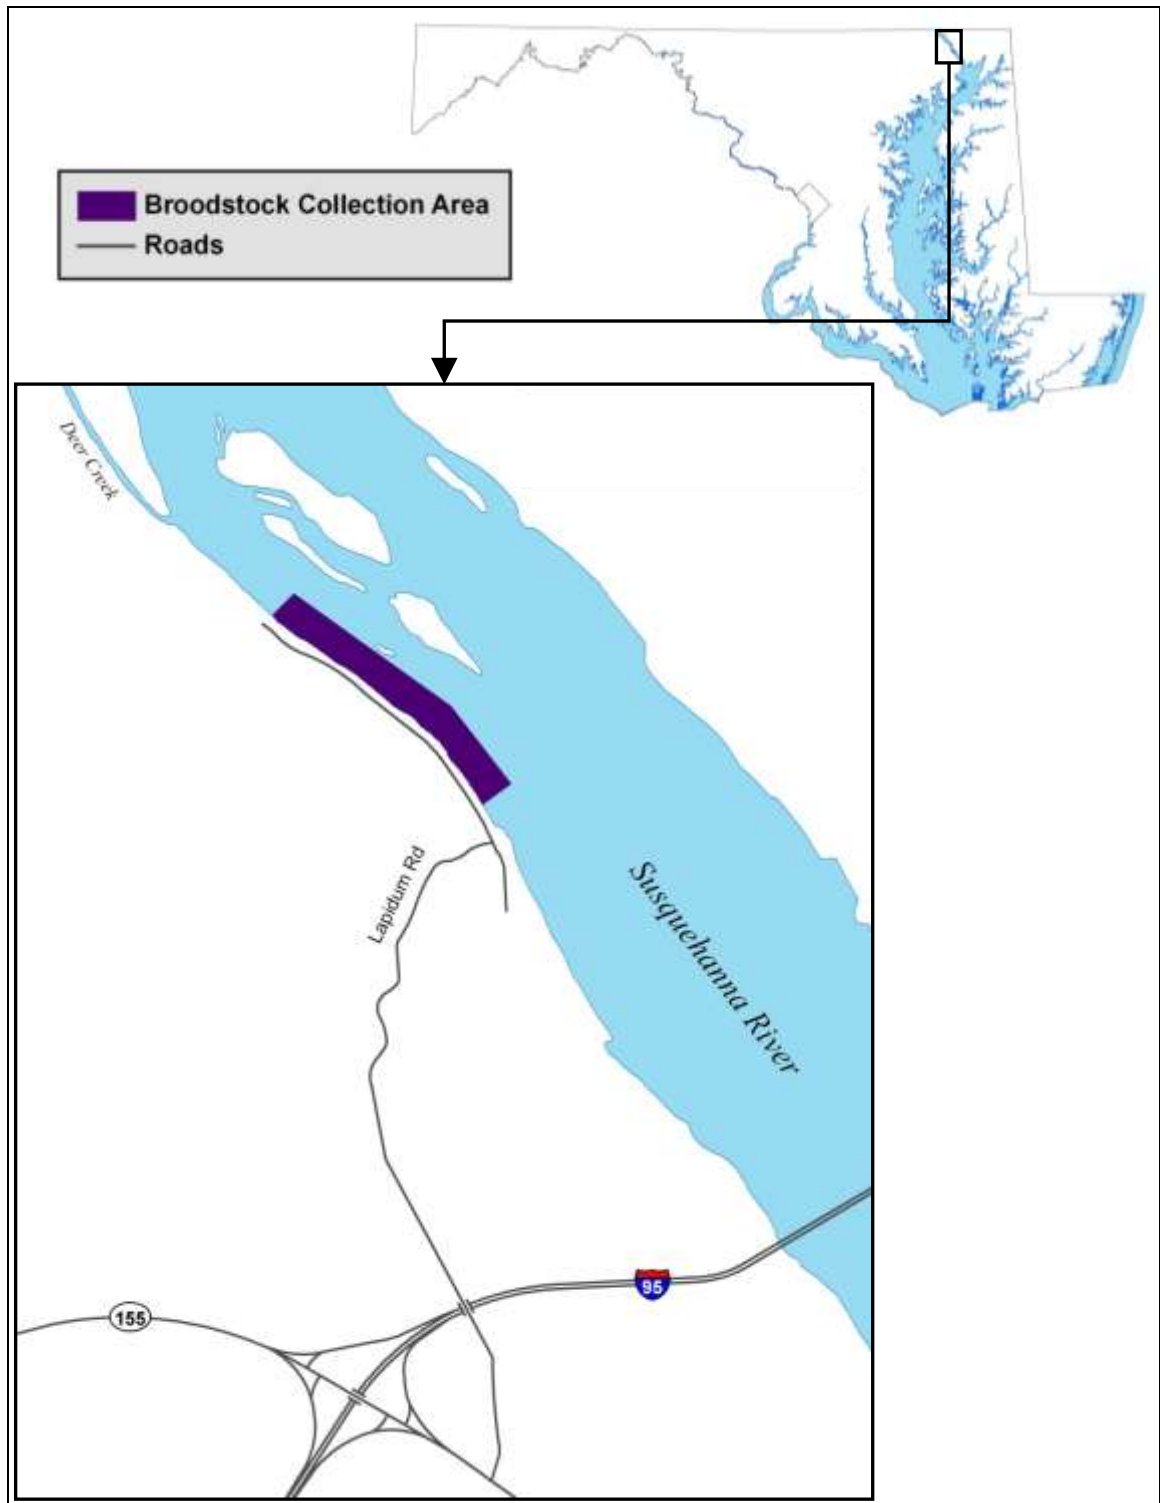 Broodstock Collection Area
Roads
Deer Creek
Lapidum Rd
Susquehanna River
95
155